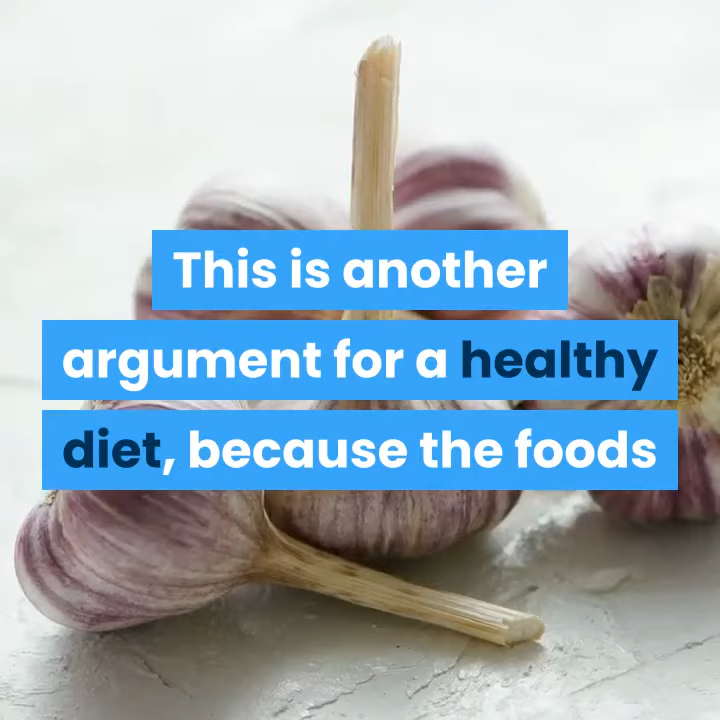 This is another
argument for a healthy
diet, because the foods